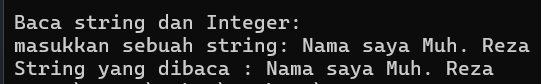 Baca string dan Integer:
masukkan sebuah string: Nama saya Muh. Reza
String yang dibaca : Nama saya Muh. Reza